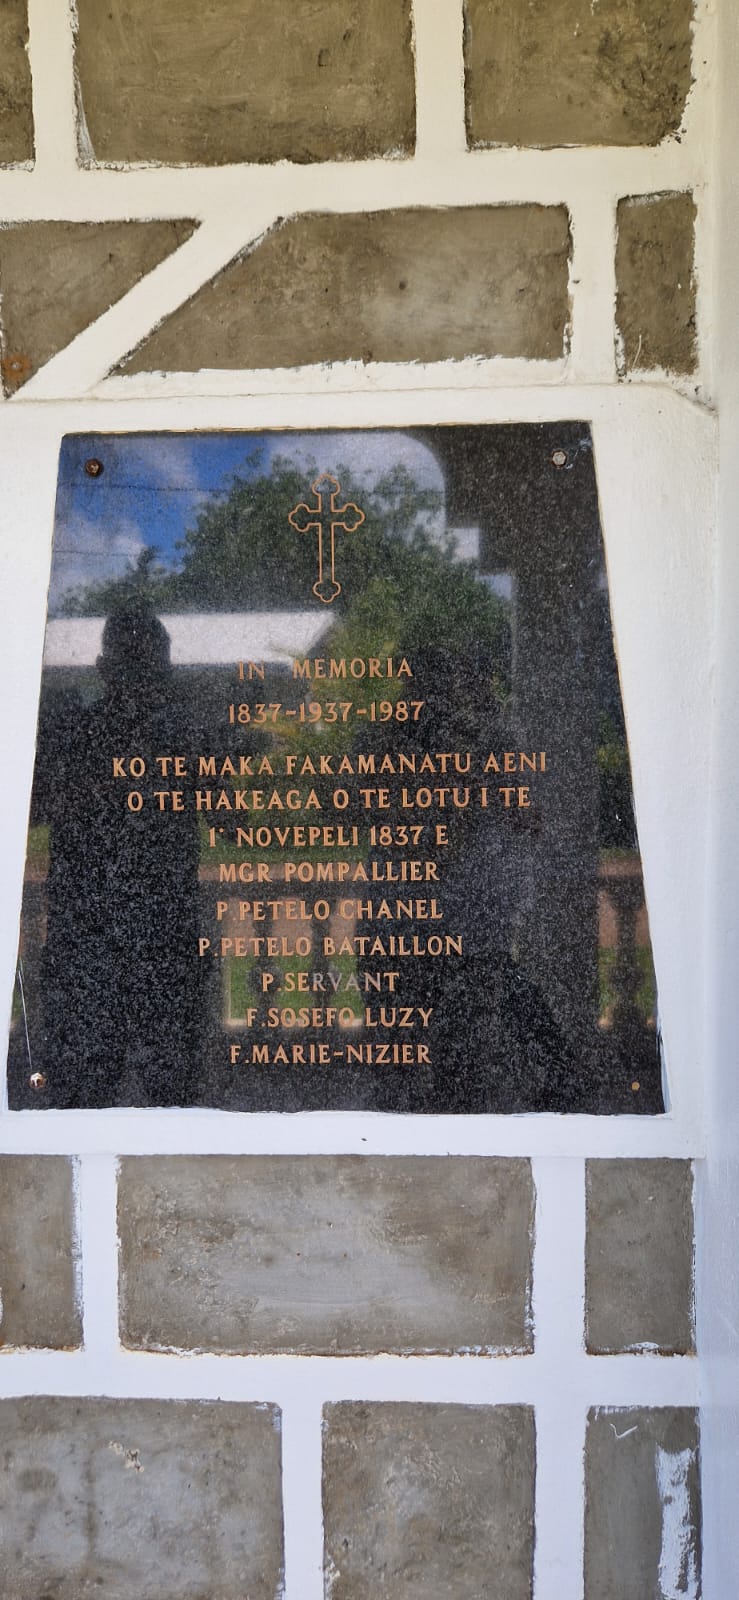 IN MEMORIA
1837-1937-1987
KO TE MAKA FAKAMANATU AENI
O TE HAKEAGA O TE LOTU I TE
1° NOVEPELI 1837 E
MGR POMPALLIER
P.PETELO CHANEL
P.PETELO BATAILLON
P.SERVANT
F.SOSEFO LUZY
F.MARIE-NIZIER